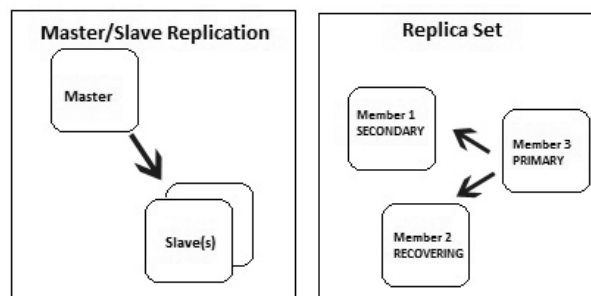 Master/Slave Replication
Master
Slave(s)
Replica Set
Member 1
SECONDARY
Member 3
PRIMARY
Member 2
RECOVERING